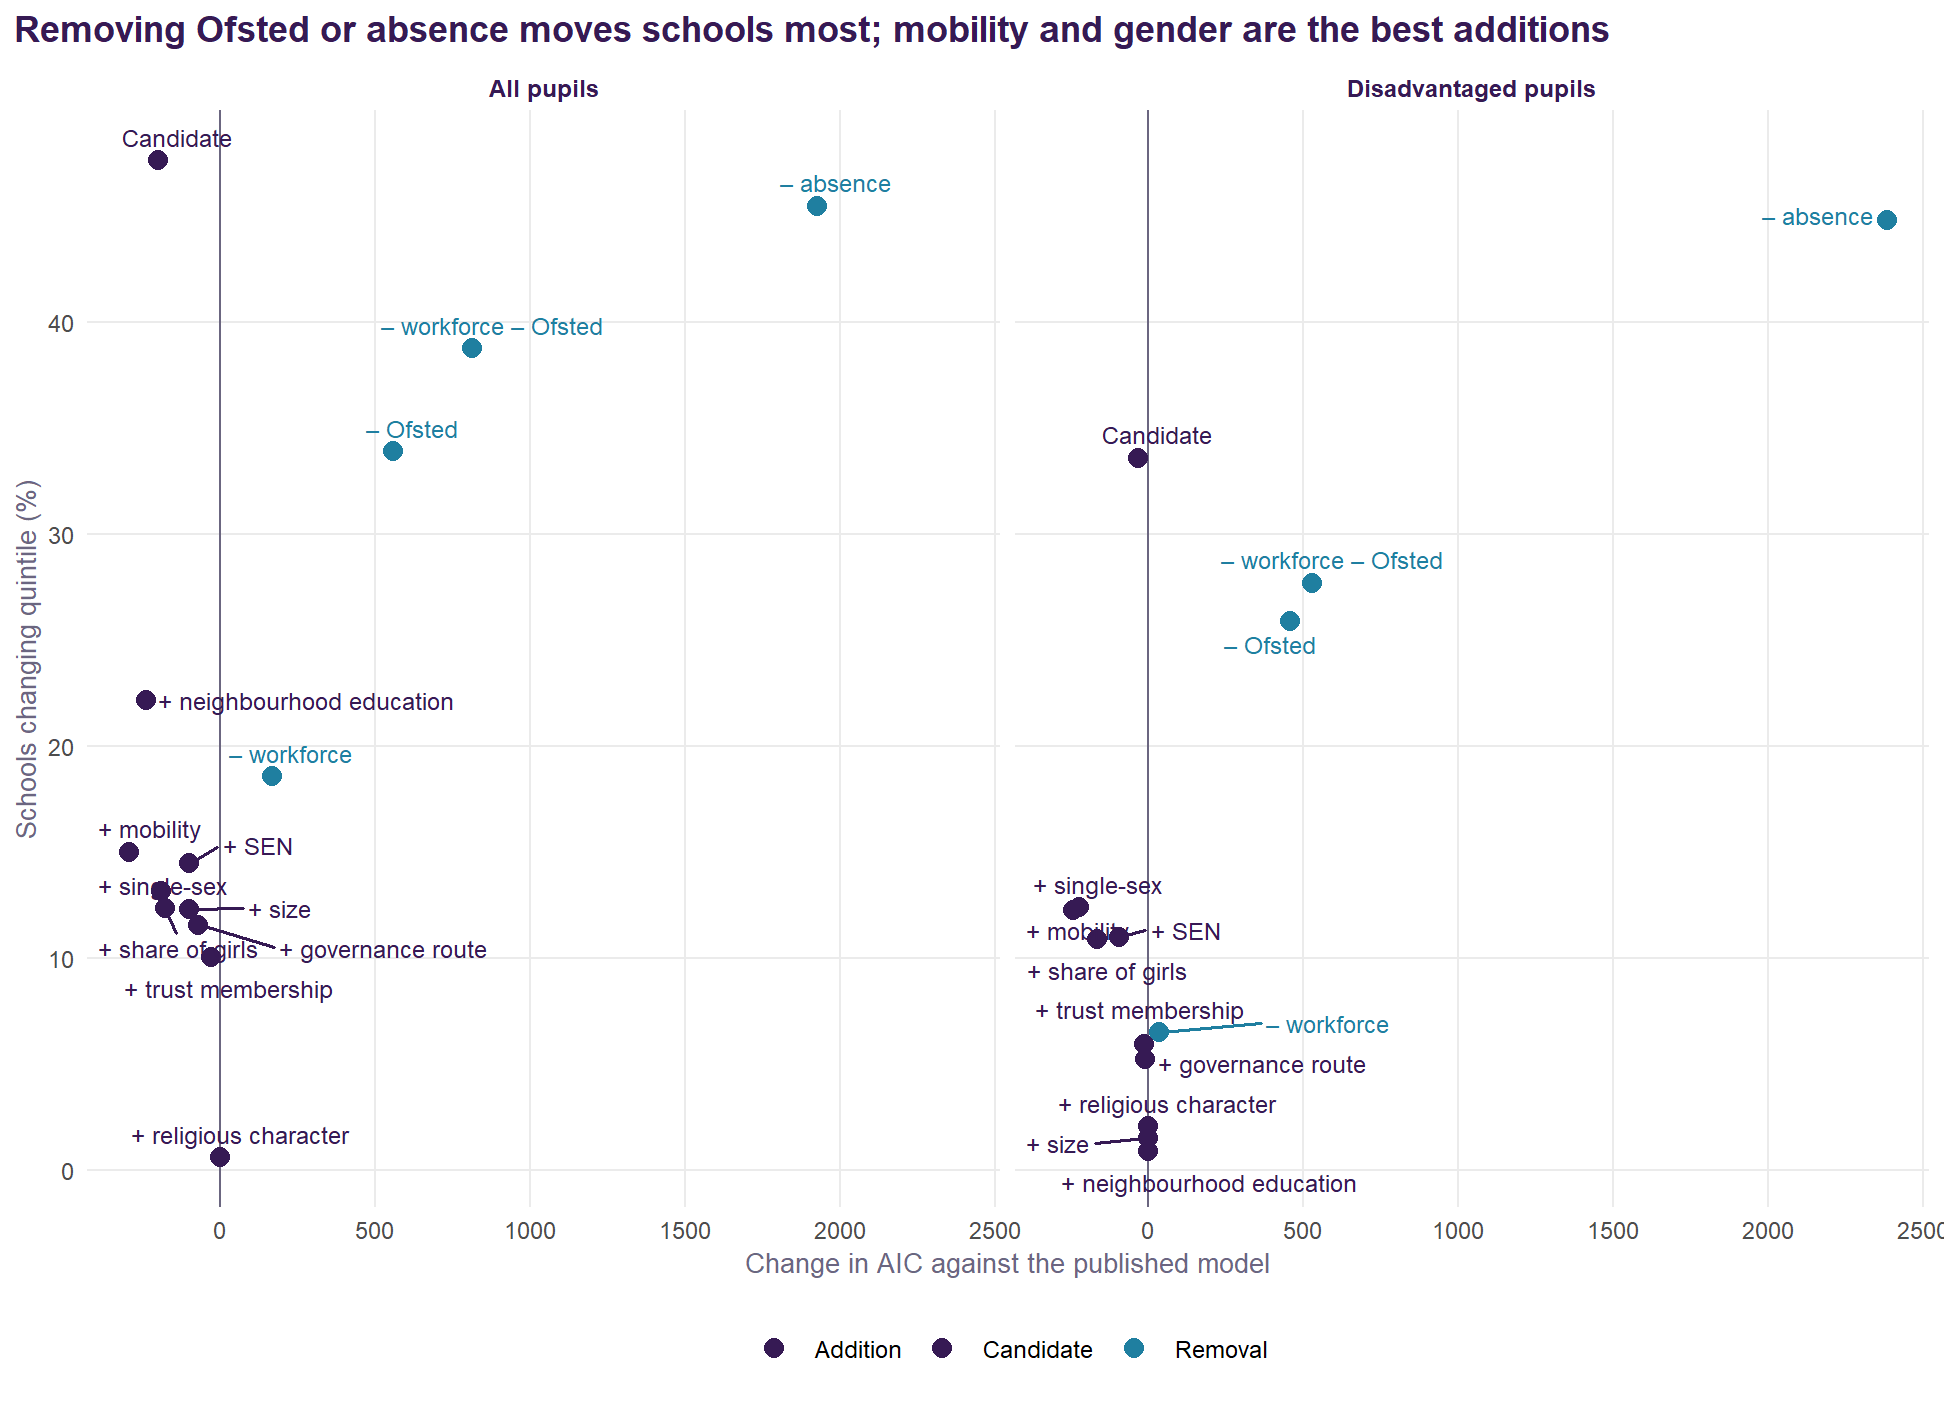 Removing Ofsted or absence moves schools most; mobility and gender are the best additions
All pupils
Disadvantaged pupils
Candidate
– absence
– workforce – Ofsted
– Ofsted
+ neighbourhood education
– workforce
+ mobility
+ SEN
+ single-sex
+ size
+ share of girls
+ governance route
+ trust membership
+ religious character
– absence
Candidate
– workforce – Ofsted
– Ofsted
+ single-sex
+ mobility
+ SEN
+ share of girls
+ trust membership
– workforce
+ governance route
+ religious character
+ size
+ neighbourhood education
Schools changing quintile (%)
40
30
20
10
0
0 500 1000 1500 2000 2500
0 500 1000 1500 2000 2500
Change in AIC against the published model
Addition Candidate Removal